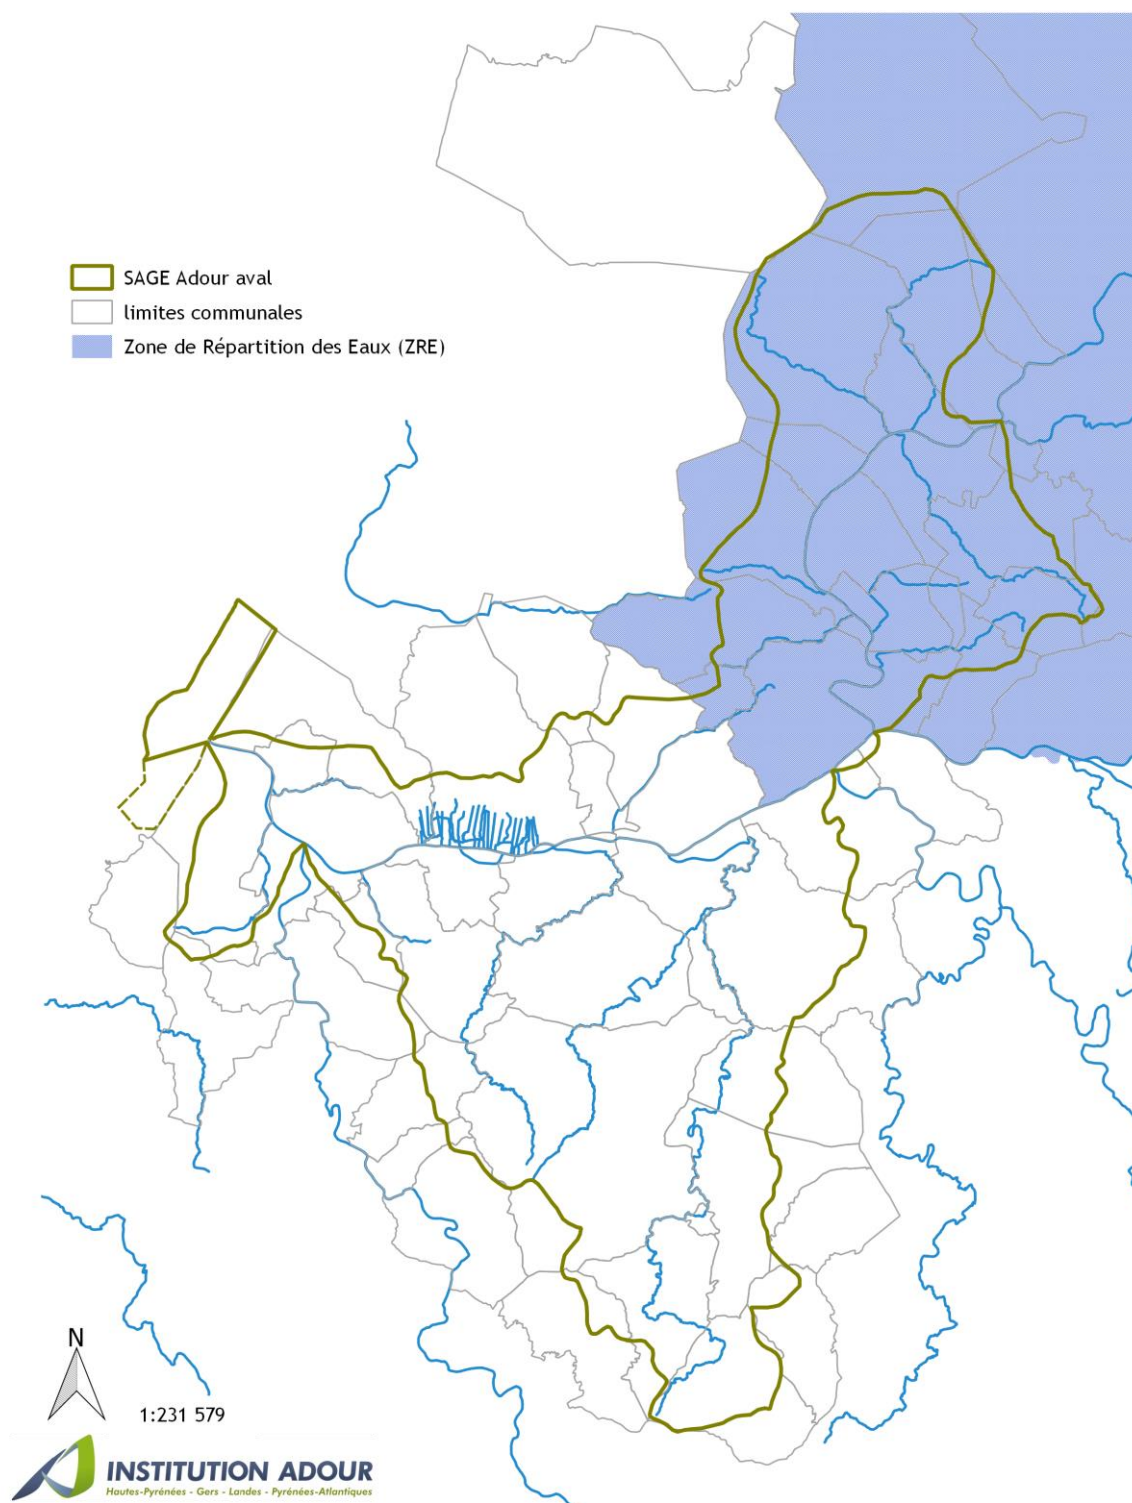 SAGE Adour aval
limites communales
Zone de Répartition des Eaux (ZRE)
N
1:231 579
INSTITUTION ADOUR
Hautes-Pyrénées - Gers - Landes - Pyrénées-Atlantiques